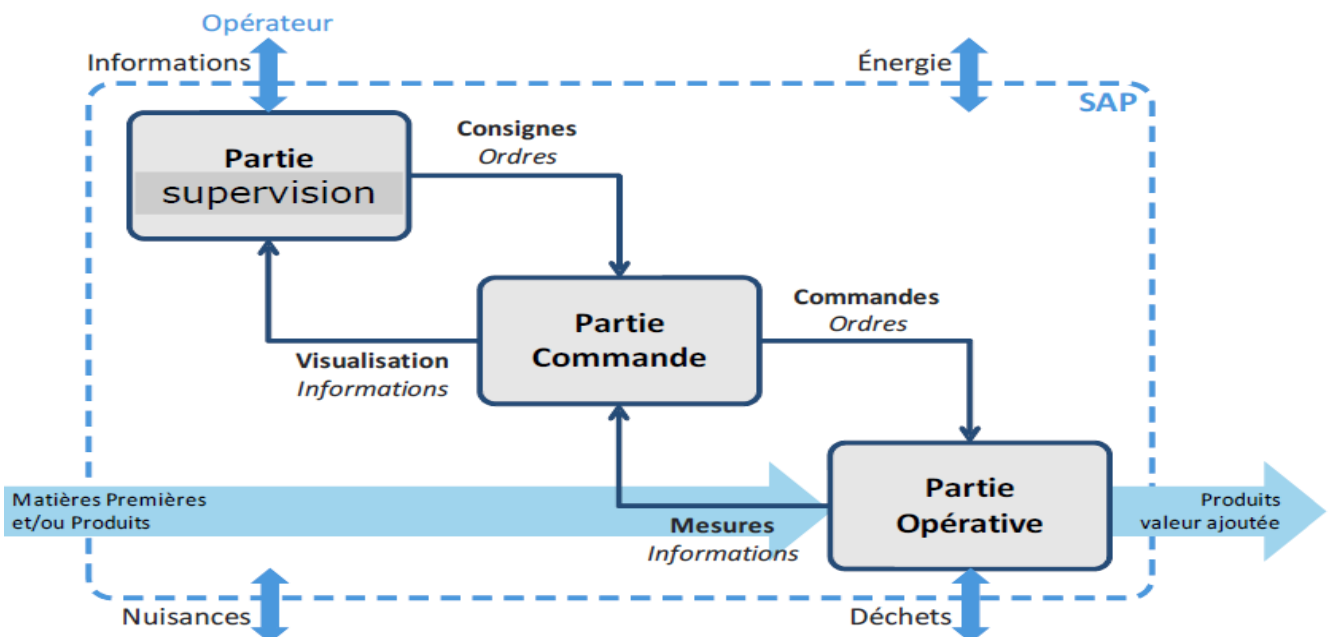 Opérateur
Informations
Énergie
SAP
Partie
supervision
Consignes
Ordres
Partie
Commande
Commandes
Ordres
Visualisation
Informations
Matières Premières
et/ou Produits
Mesures
Informations
Partie
Opérative
Produits
valeur ajoutée
Nuisances
Déchets